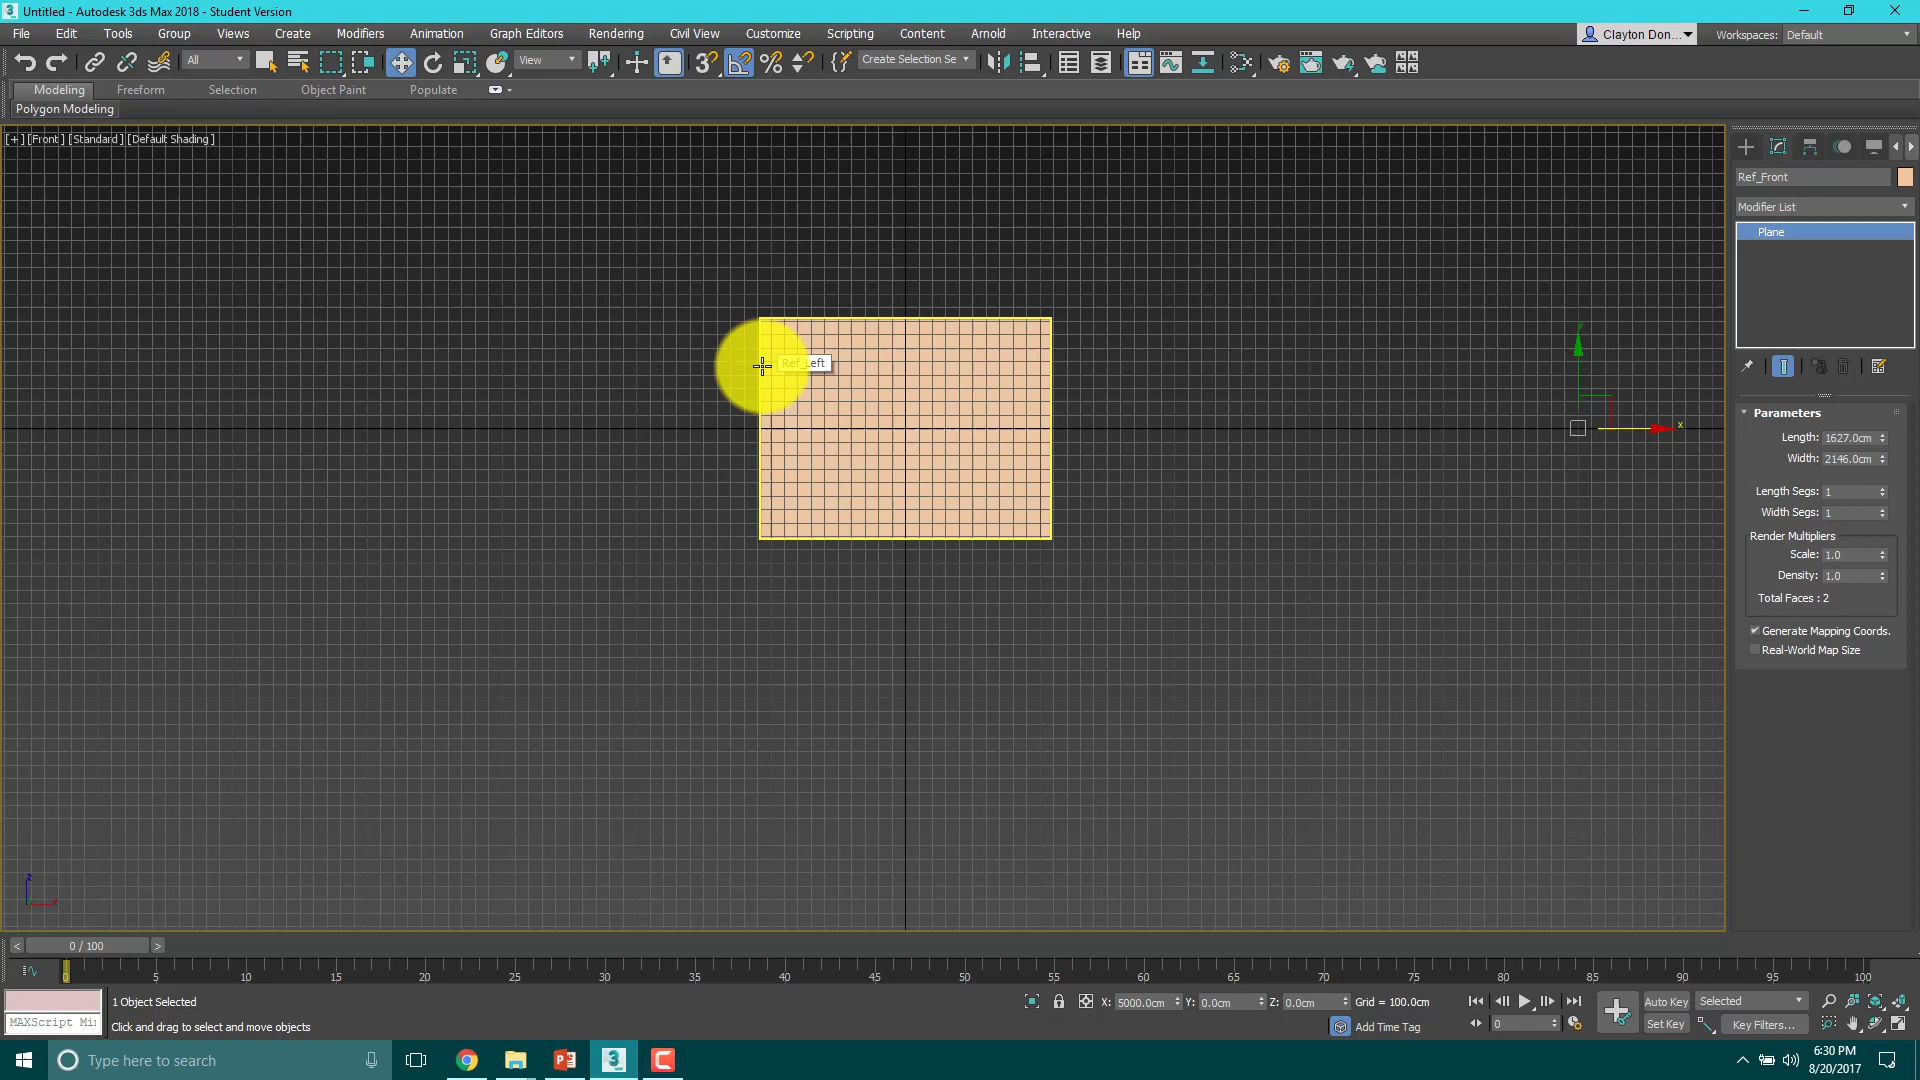 Untitled - Autodesk 3ds Max 2018 - Student Version
File Edit Tools Group Views Create Modifiers Animation Graph Editors Rendering Civil View Customize Scripting Content Arnold Interactive Help
Clayton Don... Workspaces: Default
All View Create Selection Se
Modeling Freeform Selection Object Paint Populate
Polygon Modeling
[+] [Front] [Standard] [Default Shading]
Ref_Front
Modifier List
Plane
Ref_Left
Parameters
Length: 1627.0cm
Width: 2146.0cm
Length Segs: 1
Width Segs: 1
Render Multipliers
Scale: 1.0
Density: 1.0
Total Faces : 2
Generate Mapping Coords.
Real-World Map Size
y
x
z
x
< 0 / 100 >
0 5 10 15 20 25 30 35 40 45 50 55 60 65 70 75 80 85 90 95 100
1 Object Selected
X: 5000.0cm Y: 0.0cm Z: 0.0cm Grid = 100.0cm
Auto Key Selected
MAXScript Mi
Click and drag to select and move objects
Add Time Tag
0
Set Key Key Filters...
Type here to search
6:30 PM
8/20/2017